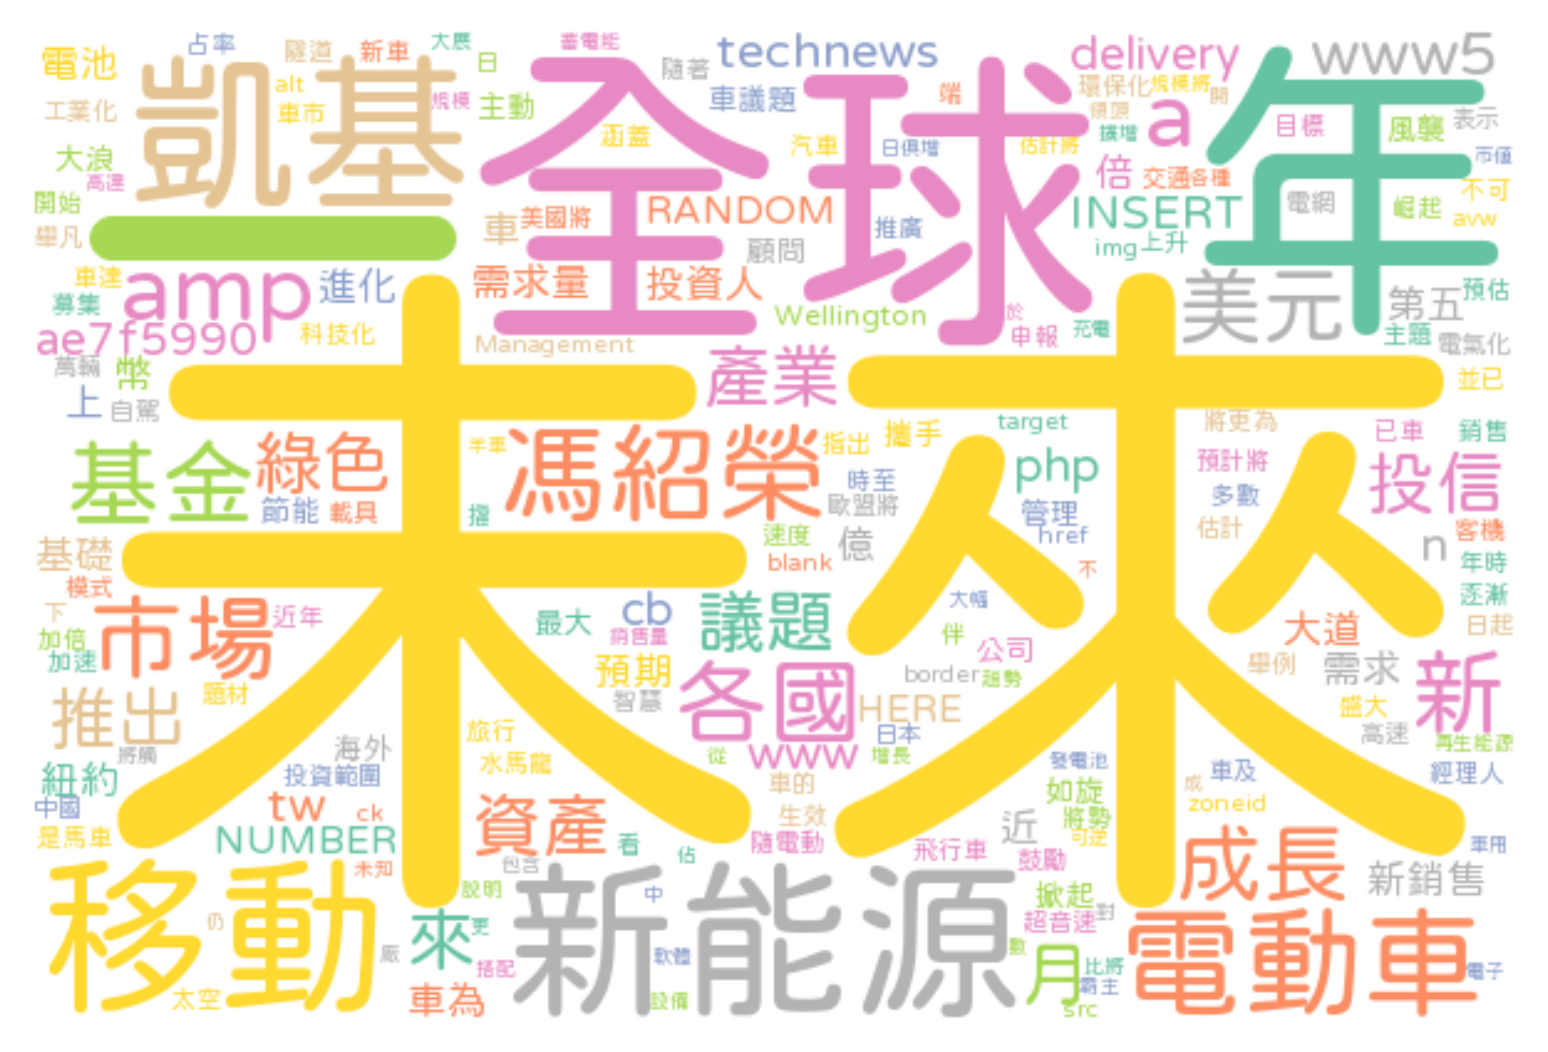 電池
占率
隧道
新車
大展
日
蓄電能
隨著
technews
delivery
www5
工業化
alt
車市
規模
主動
凱基
全球
涵蓋
車議題
汽車
端
環保化
規模將
開
領頭
a
擴增
年
目標
風襲
表示
大浪
高達
日俱增
估計將
倍
交通
各種
市值
開始
舉凡
一
車
美國將
RANDOM
顧問
推廣
INSERT
img
上升
電網
崛起
不可
avw
車達
募集
amp
進化
需求量
投資人
Wellington
於
申報
充電
美元
第五
預估
主題
電氣化
ae7f5990
科技化
Management
萬輛
幣
上
自駕
未來
產業
並已
基金
綠色
節能
載具
羊軍
馮紹榮
指出
攜手
target
將更為
已車
銷售
時至
歐盟將
php
預計將
多數
投信
管理
href
估計
n
客機
基礎
模式
速度
億
blank
不
年時
逐漸
下
市場
近年
最大
cb
銷售量
議題
大幅
伴
公司
大道
日起
加倍
加速
題材
預期
智慧
各國
border
趨勢
舉例
需求
新
推出
將觸
海外
旅行
HERE
盛大
高速
再生能源
紐約
投資範圍
水馬龍
從
www
日本
增長
車的
發電池
車及
經理人
中國
tw
ck
生效
如旋
成
zoneid
是馬車
NUMBER
資產
看
隨電動
近
將勢
可逆
軍用
移動
未知
包含
佔
飛行車
鼓勵
成長
新銷售
仍
說明
新能源
中
掀起
超音速
對
電動車
來
更
廠
搭配
軟體
數
月
比將
霸主
電子
太空
車為
設備
src